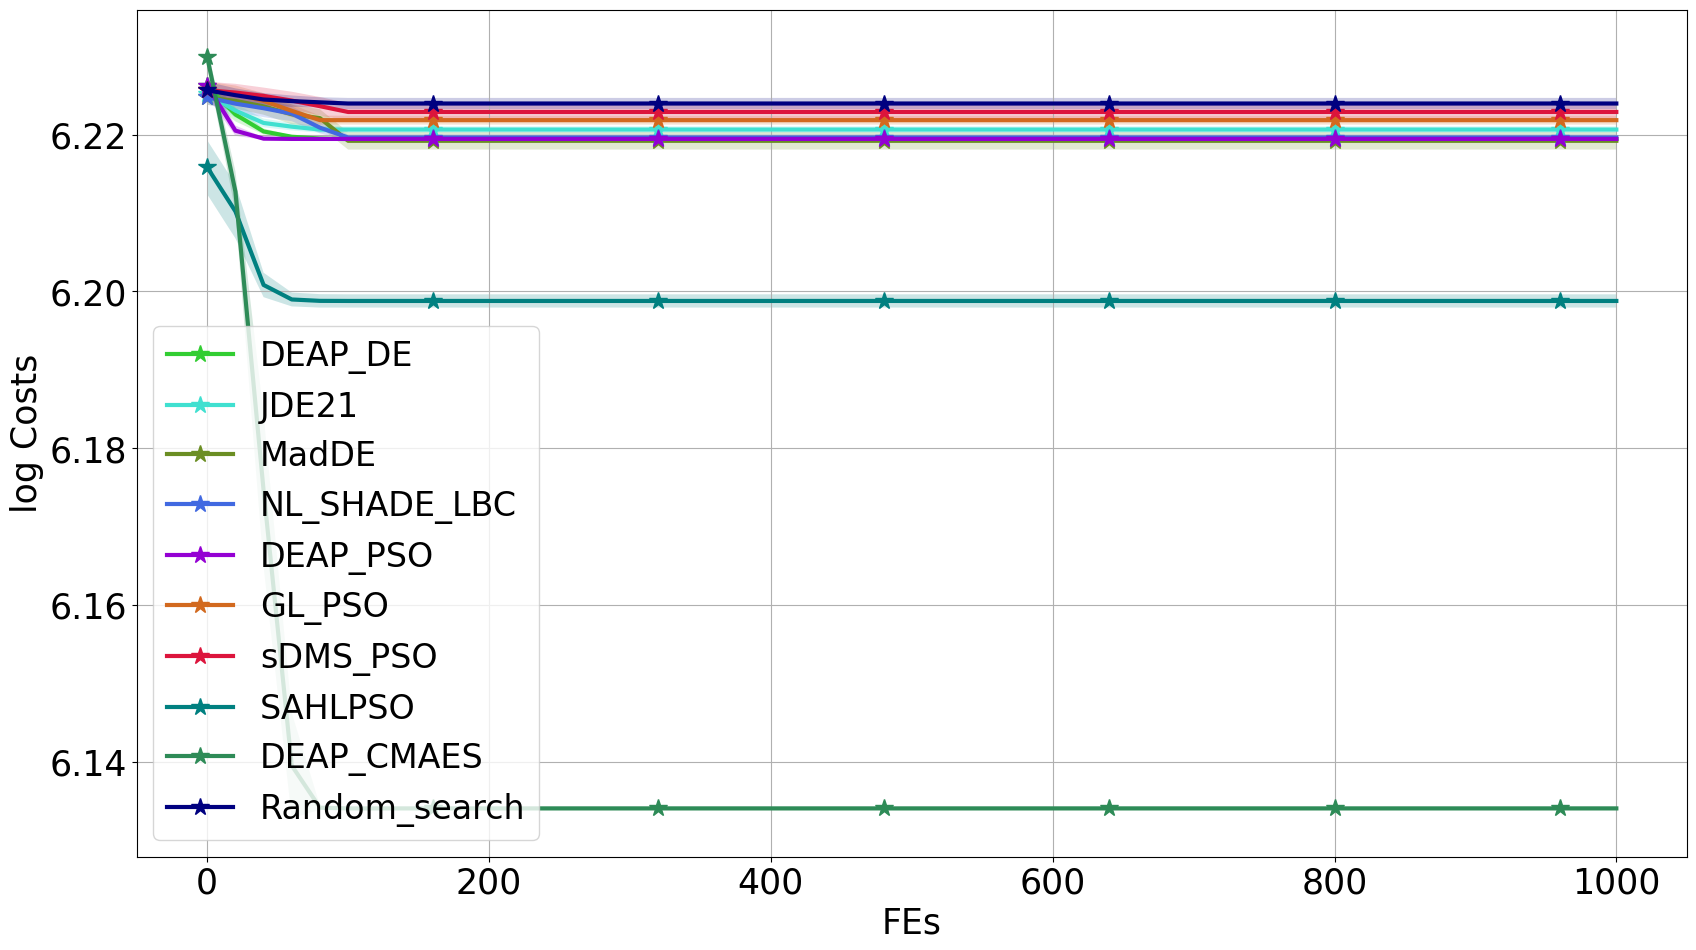 6.22
6.20
6.18
6.16
6.14
log Costs
DEAP_DE
JDE21
MadDE
NL_SHADE_LBC
DEAP_PSO
GL_PSO
sDMS_PSO
SAHLPSO
DEAP_CMAES
Random_search
0 200 400 600 800 1000
FEs